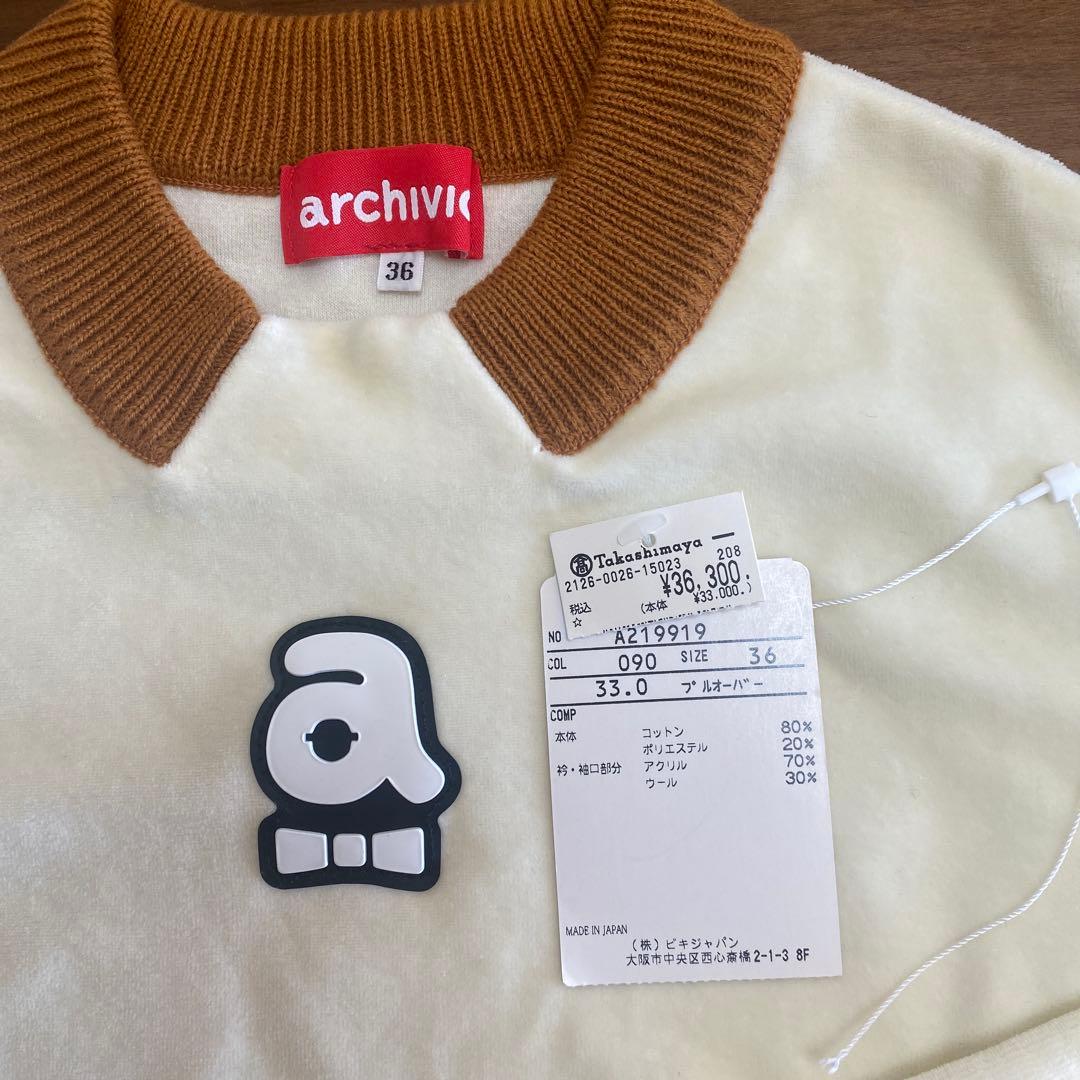 archivi
36
髙 Takashimaya
208
2126-0026-15023
¥36,300.
税込 (本体 ¥33,000.)
☆
NO A219919
COL 090 SIZE 36
33.0 プルオーバー
COMP
本体 コットン 80%
ポリエステル 20%
衿・袖口部分 アクリル 70%
ウール 30%
MADE IN JAPAN
(株)ビキジャパン
大阪市中央区西心斎橋2-1-3 8F
a